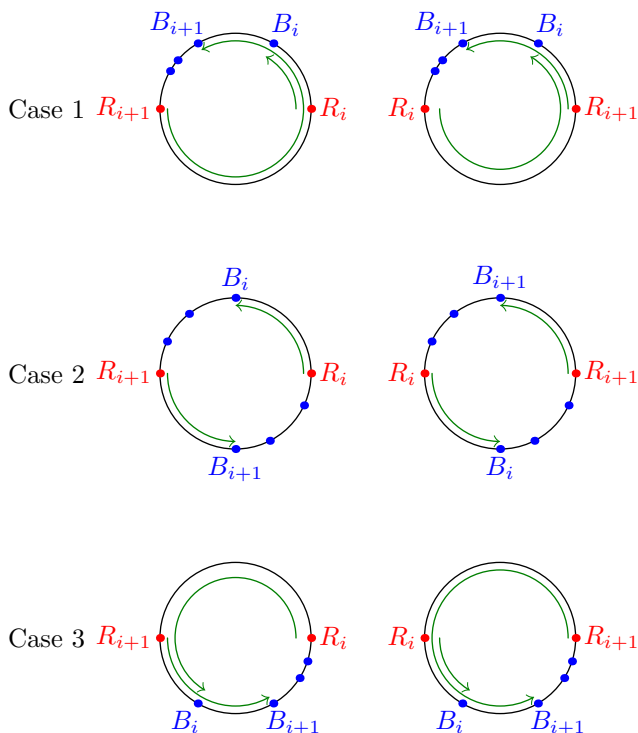 B_{i+1} B_i B_{i+1} B_i
Case 1 R_{i+1} R_i R_i R_{i+1}
B_i B_{i+1}
Case 2 R_{i+1} R_i R_i R_{i+1}
B_{i+1} B_i
Case 3 R_{i+1} R_i R_i R_{i+1}
B_i B_{i+1} B_i B_{i+1}